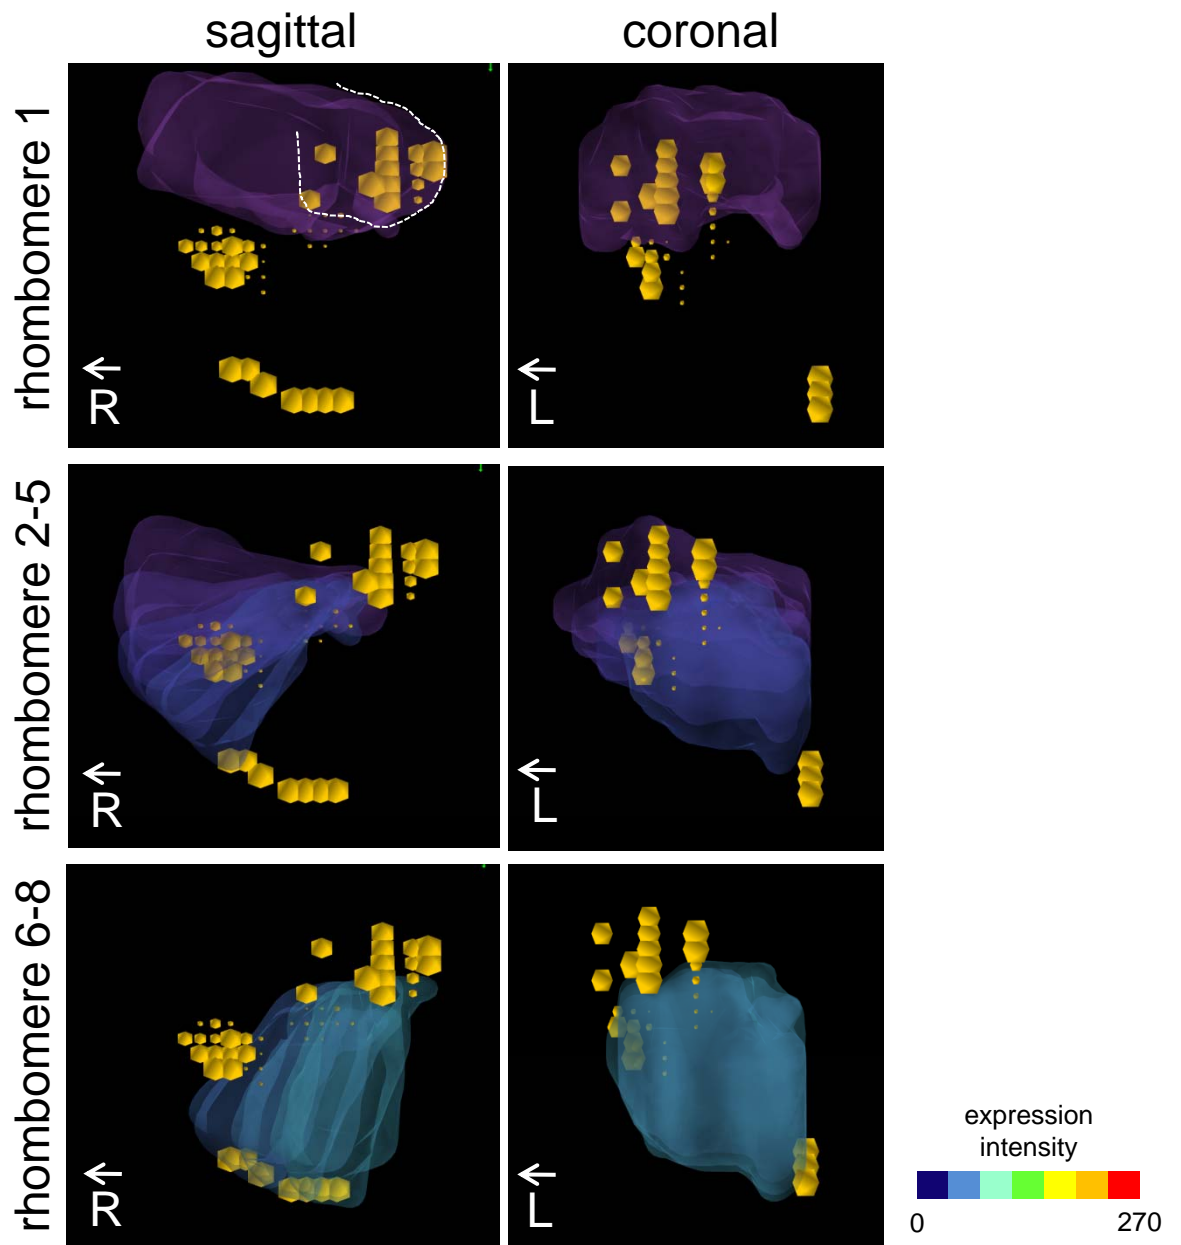 sagittal
coronal
rhombomere 1
R
L
rhombomere 2-5
R
L
rhombomere 6-8
R
L
expression
intensity
0
270